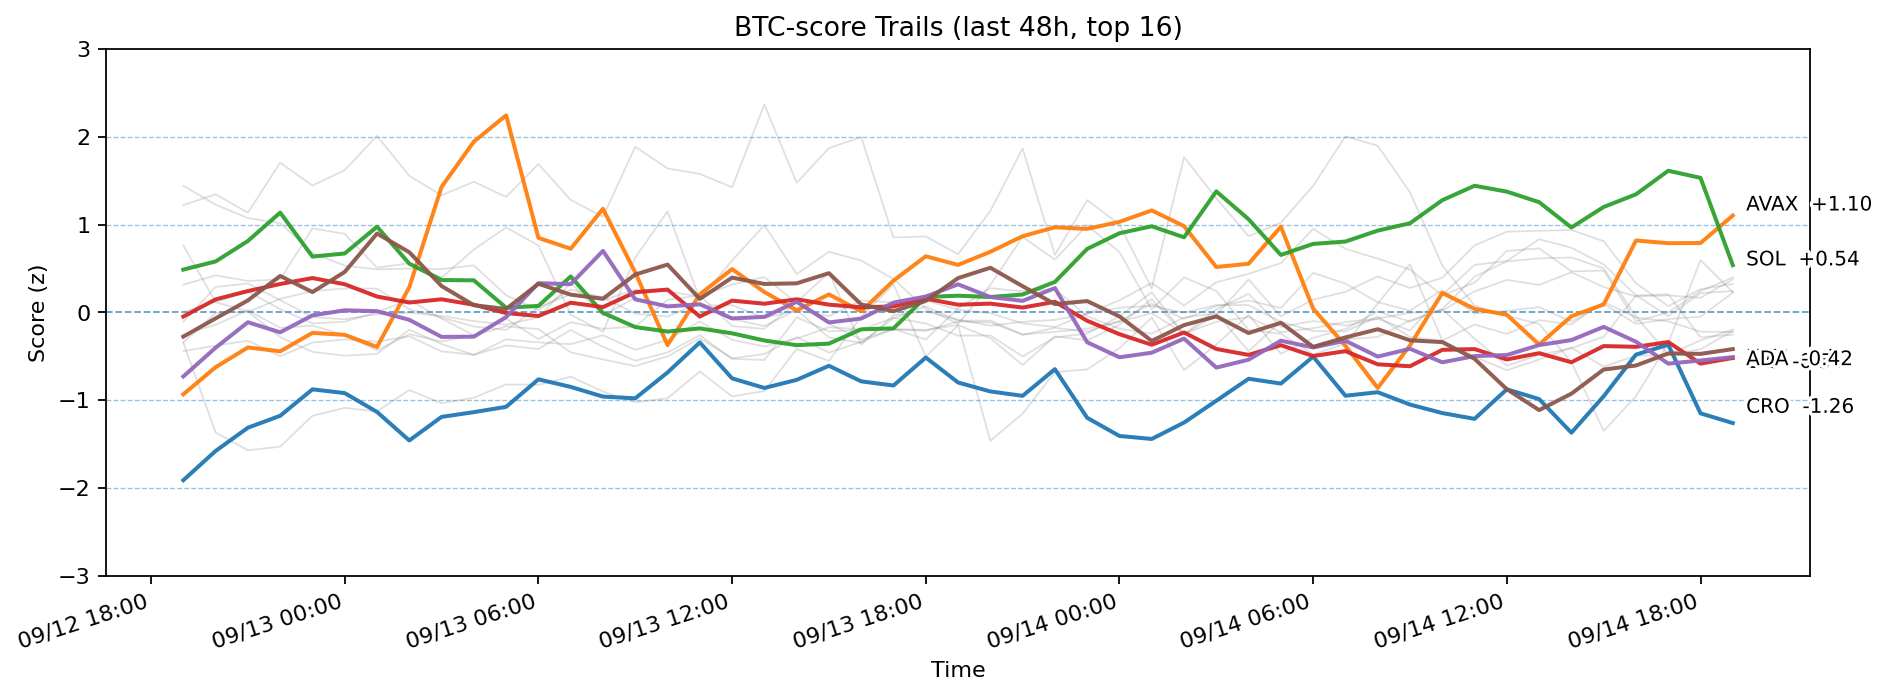 BTC-score Trails (last 48h, top 16)
3
2
1
0
−1
−2
−3
Score (z)
AVAX +1.10
SOL +0.54
ADA -0.42
CRO -1.26
09/12 18:00
09/13 00:00
09/13 06:00
09/13 12:00
09/13 18:00
09/14 00:00
09/14 06:00
09/14 12:00
09/14 18:00
Time